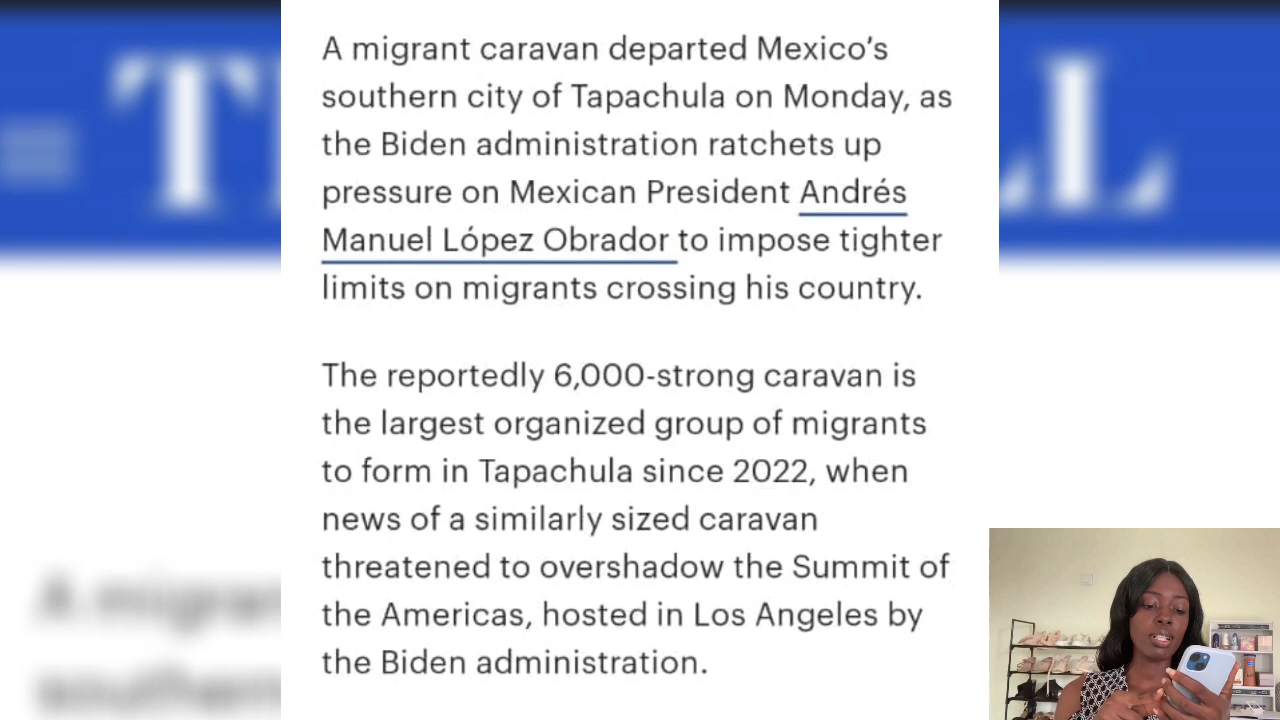 A migrant caravan departed Mexico’s
southern city of Tapachula on Monday, as
the Biden administration ratchets up
pressure on Mexican President Andrés
Manuel López Obrador to impose tighter
limits on migrants crossing his country.
The reportedly 6,000-strong caravan is
the largest organized group of migrants
to form in Tapachula since 2022, when
news of a similarly sized caravan
threatened to overshadow the Summit of
the Americas, hosted in Los Angeles by
the Biden administration.